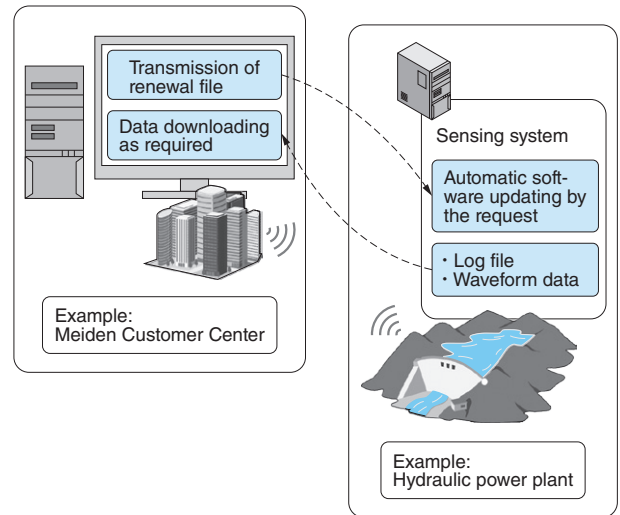 Transmission of
renewal file
Data downloading
as required
Example:
Meiden Customer Center
Sensing system
Automatic soft-
ware updating by
the request
・Log file
・Waveform data
Example:
Hydraulic power plant